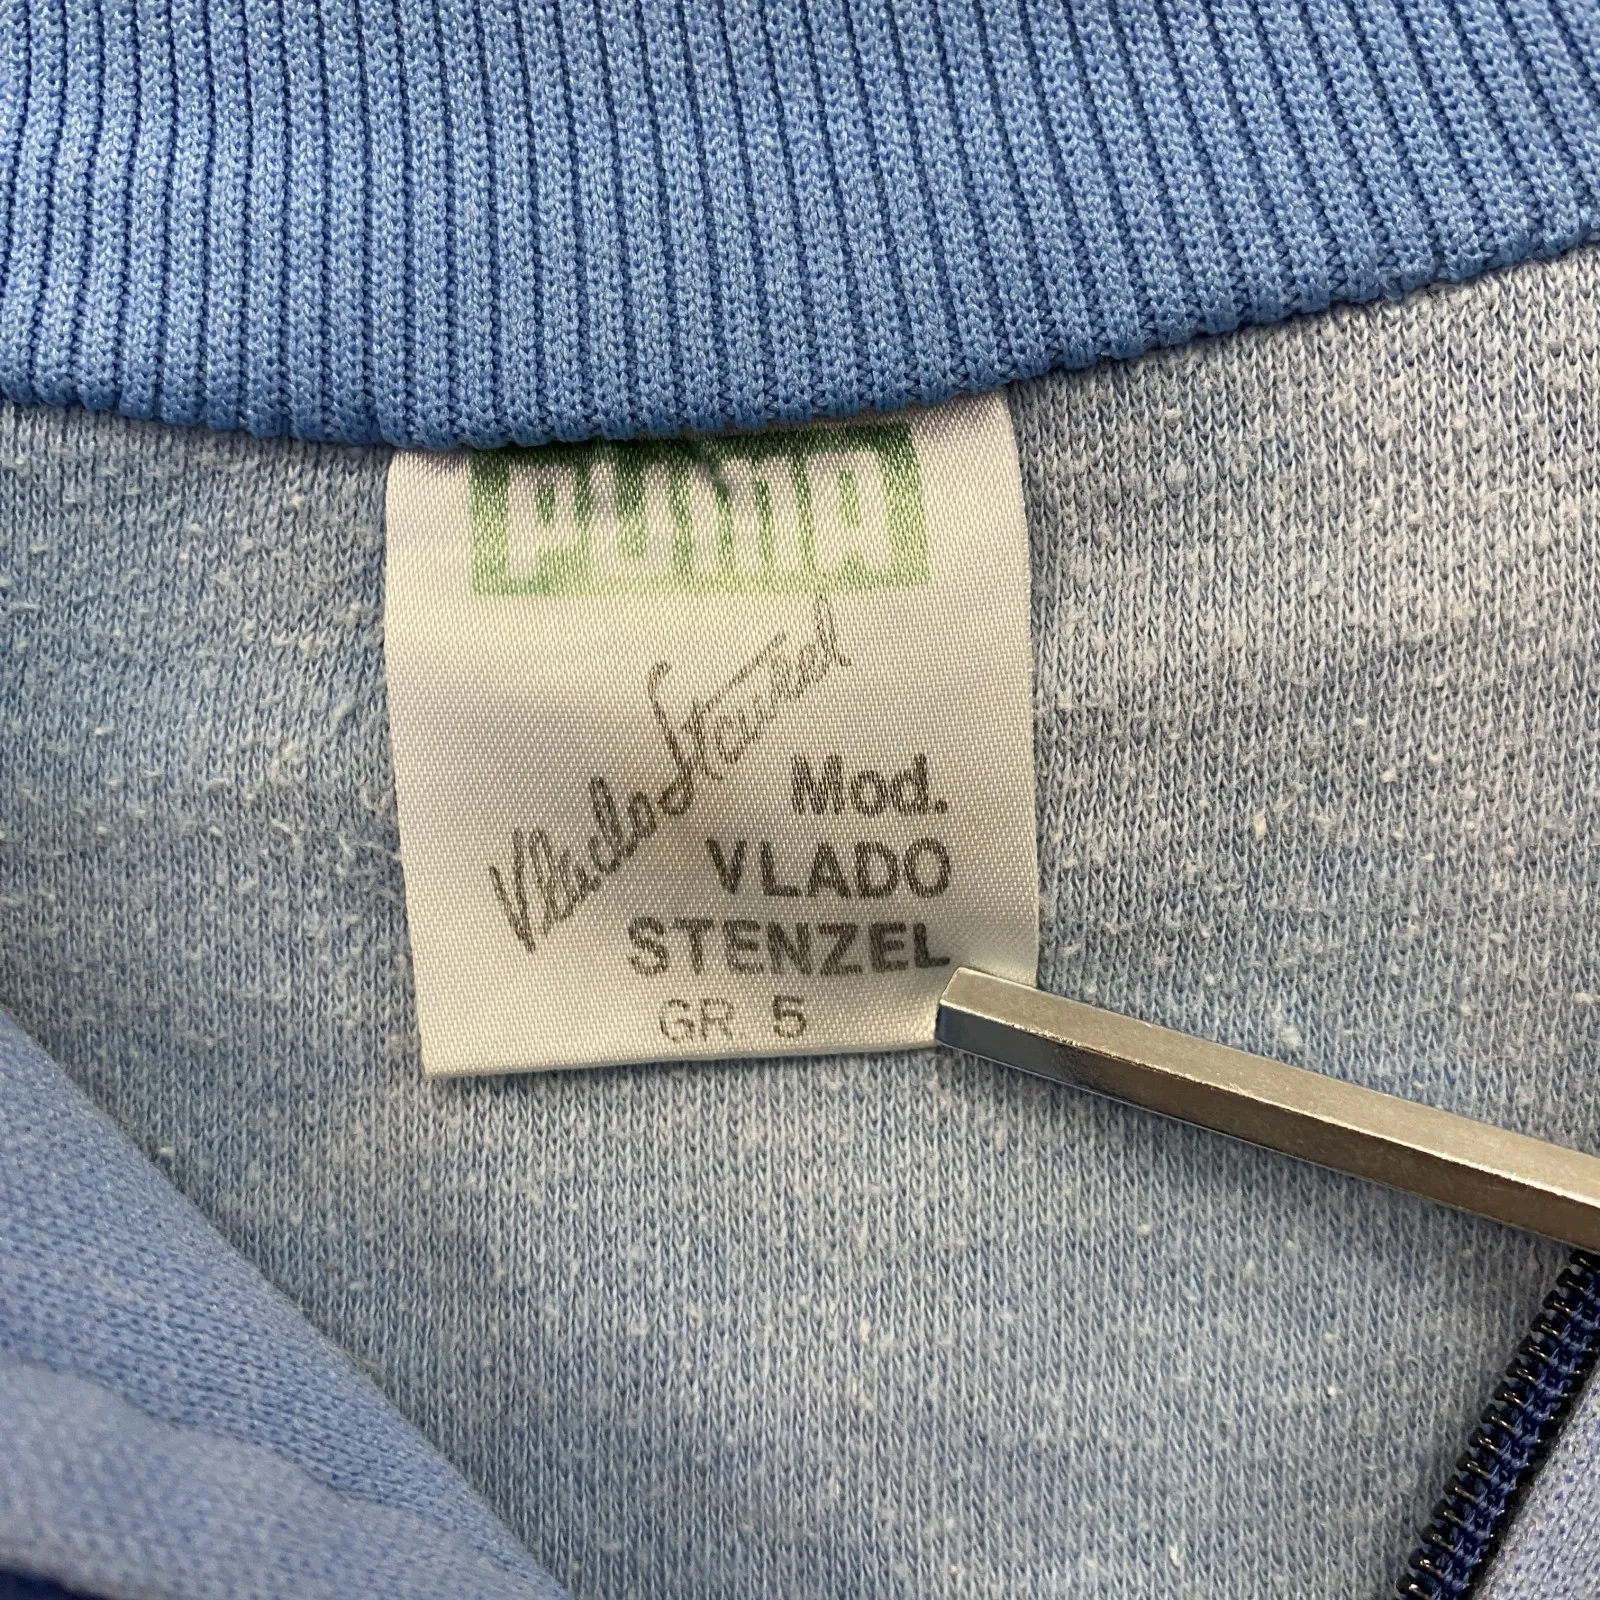 PUMA
Vlado Stenzel
Mod.
VLADO
STENZEL
GR 5